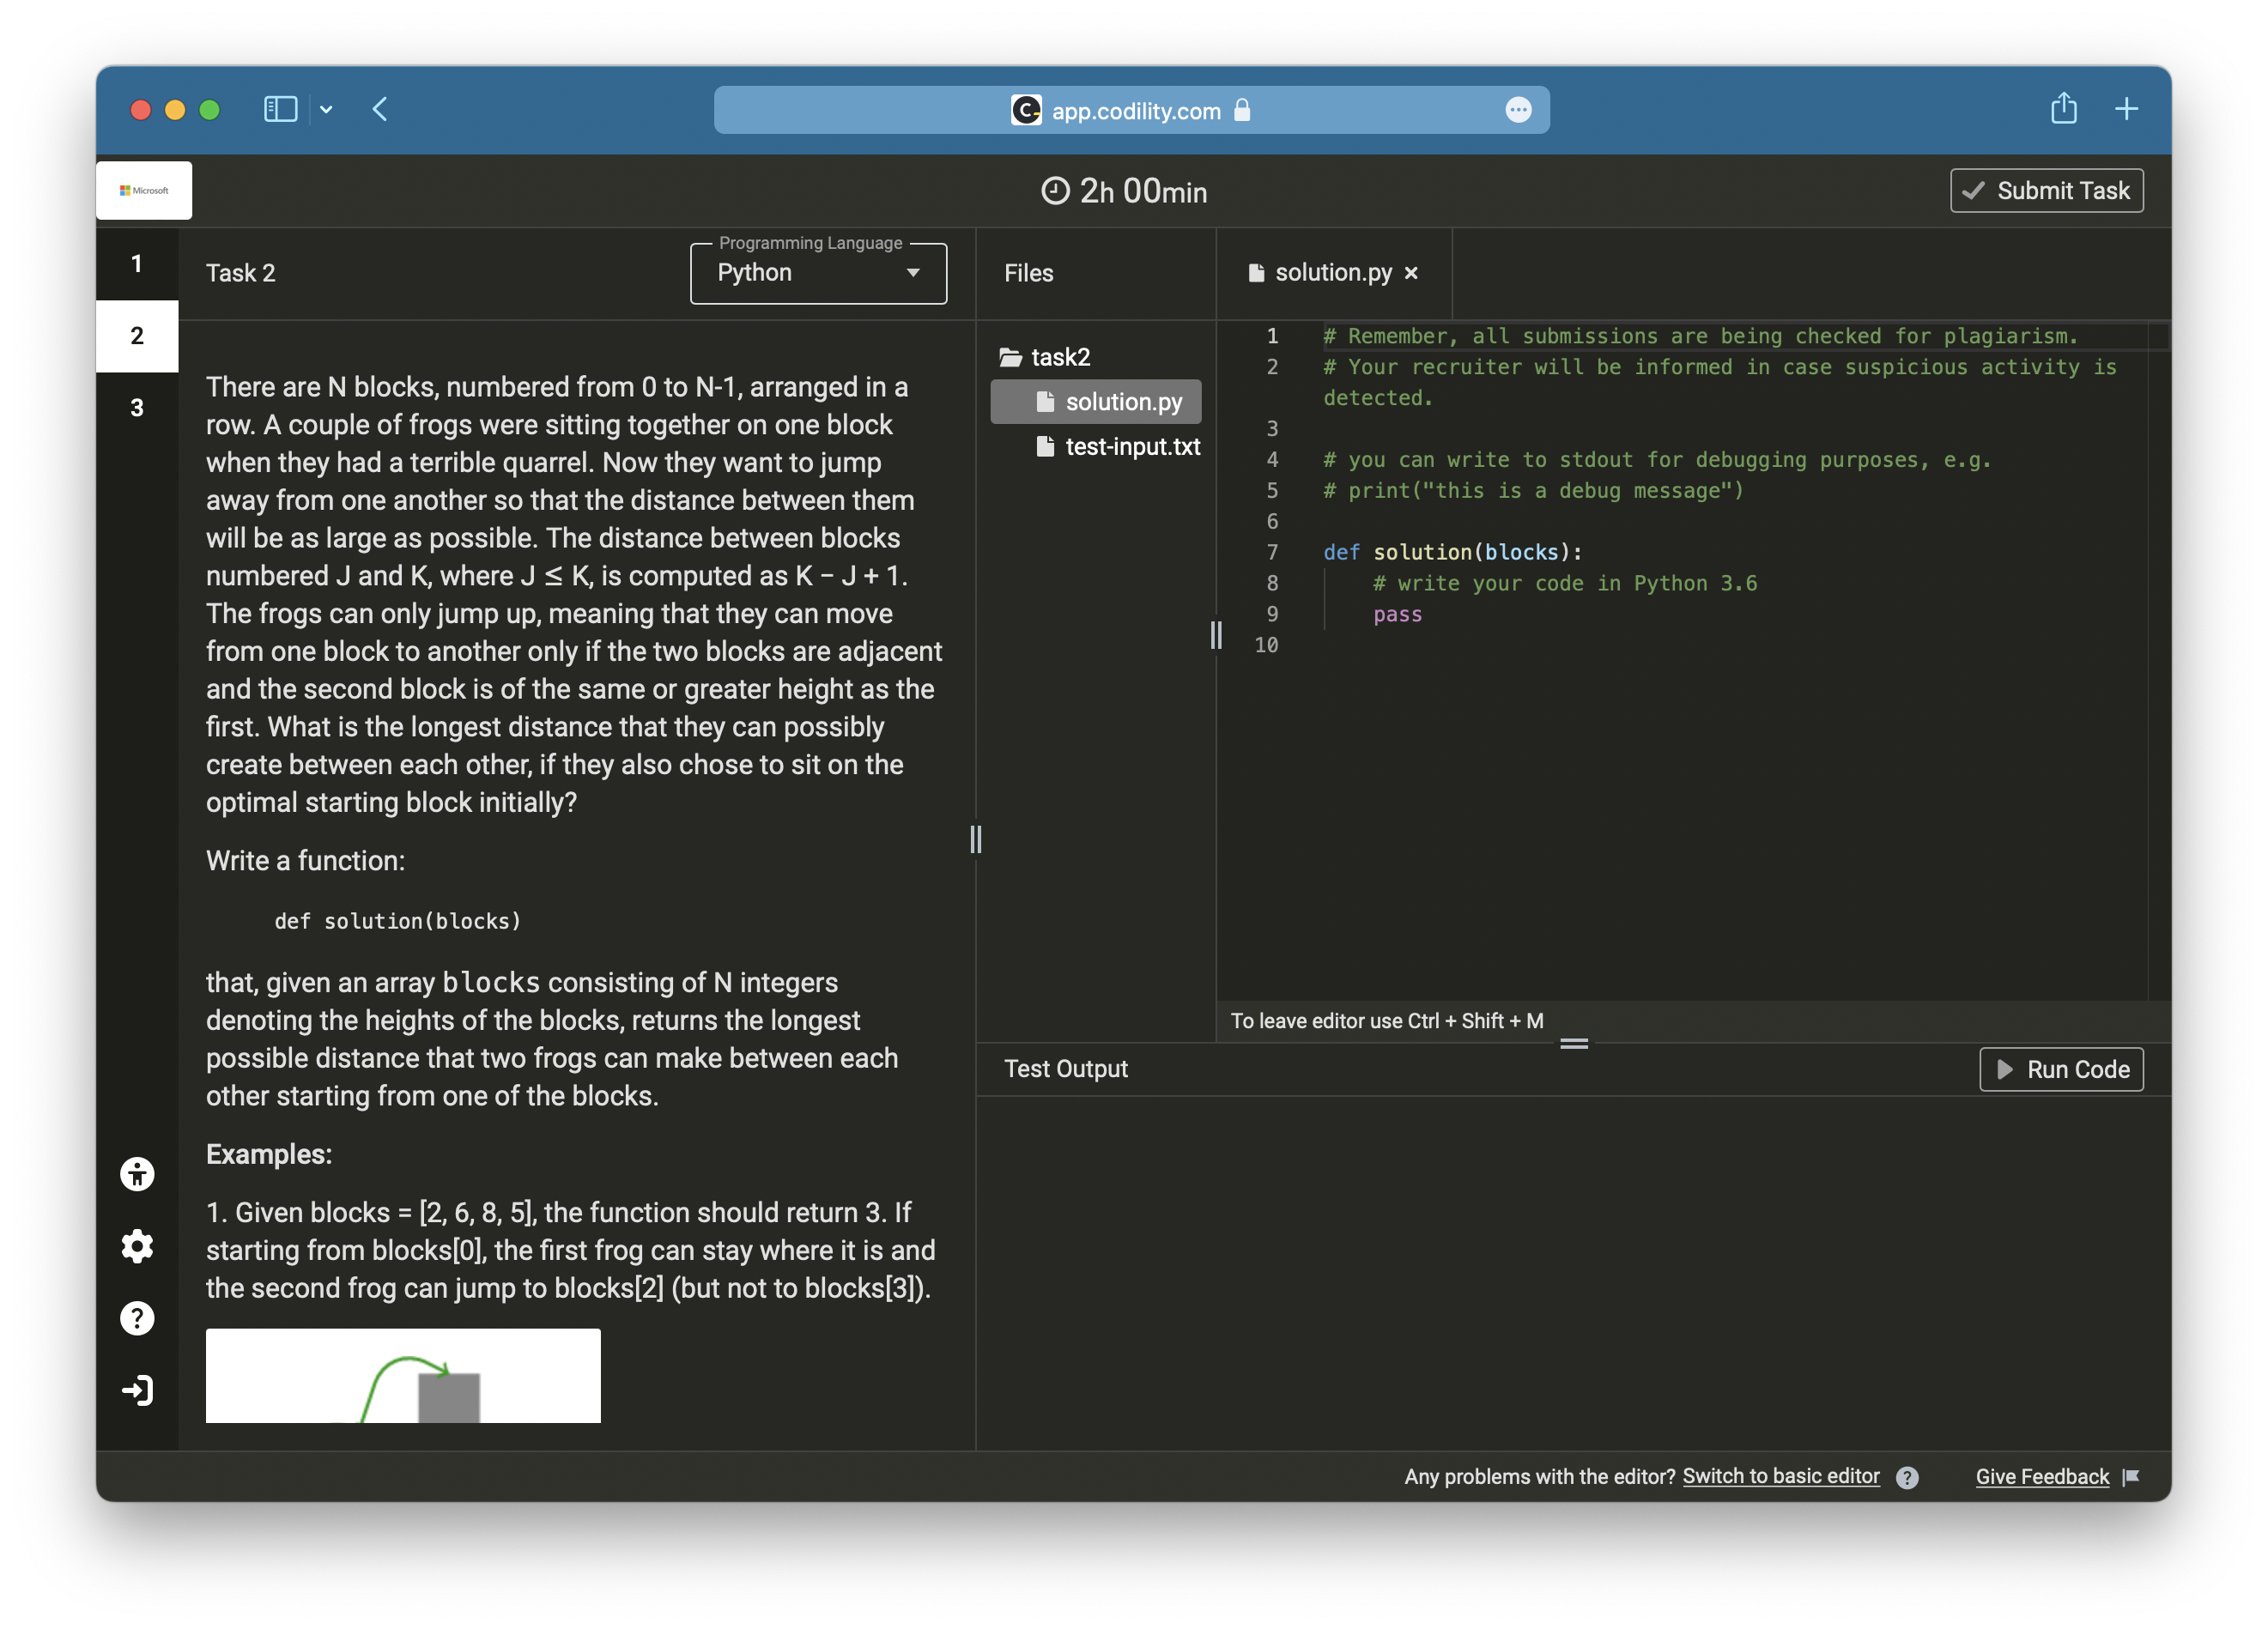 app.codility.com
Microsoft
2h 00min
Submit Task
1
2
3
Task 2
Programming Language
Python
There are N blocks, numbered from 0 to N-1, arranged in a
row. A couple of frogs were sitting together on one block
when they had a terrible quarrel. Now they want to jump
away from one another so that the distance between them
will be as large as possible. The distance between blocks
numbered J and K, where J ≤ K, is computed as K − J + 1.
The frogs can only jump up, meaning that they can move
from one block to another only if the two blocks are adjacent
and the second block is of the same or greater height as the
first. What is the longest distance that they can possibly
create between each other, if they also chose to sit on the
optimal starting block initially?
Write a function:
def solution(blocks)
that, given an array blocks consisting of N integers
denoting the heights of the blocks, returns the longest
possible distance that two frogs can make between each
other starting from one of the blocks.
Examples:
1. Given blocks = [2, 6, 8, 5], the function should return 3. If
starting from blocks[0], the first frog can stay where it is and
the second frog can jump to blocks[2] (but not to blocks[3]).
Files
task2
solution.py
test-input.txt
solution.py ×
1 # Remember, all submissions are being checked for plagiarism.
2 # Your recruiter will be informed in case suspicious activity is
detected.
3
4 # you can write to stdout for debugging purposes, e.g.
5 # print("this is a debug message")
6
7 def solution(blocks):
8 # write your code in Python 3.6
9 pass
10
To leave editor use Ctrl + Shift + M
Test Output
Run Code
Any problems with the editor? Switch to basic editor ?
Give Feedback